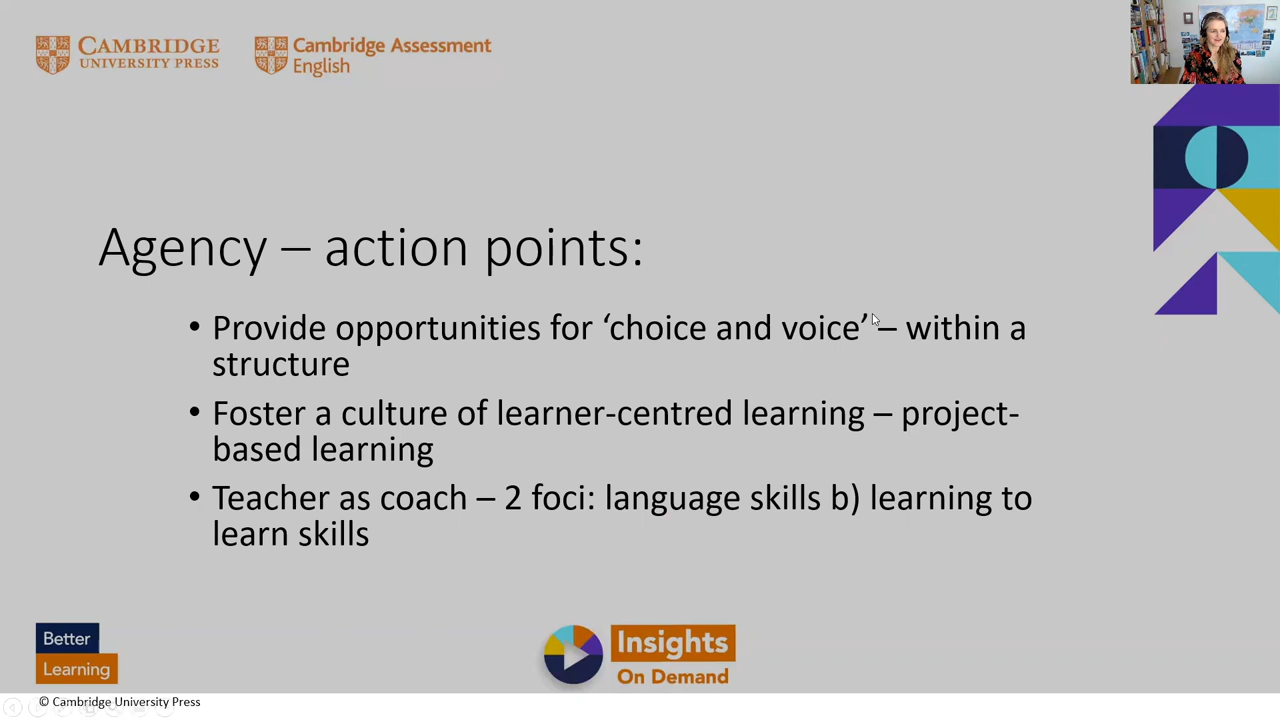 CAMBRIDGE
UNIVERSITY PRESS
Cambridge Assessment
English
Agency – action points:
• Provide opportunities for ‘choice and voice’ – within a
structure
• Foster a culture of learner-centred learning – project-
based learning
• Teacher as coach – 2 foci: language skills b) learning to
learn skills
Better
Learning
Insights
On Demand
© Cambridge University Press